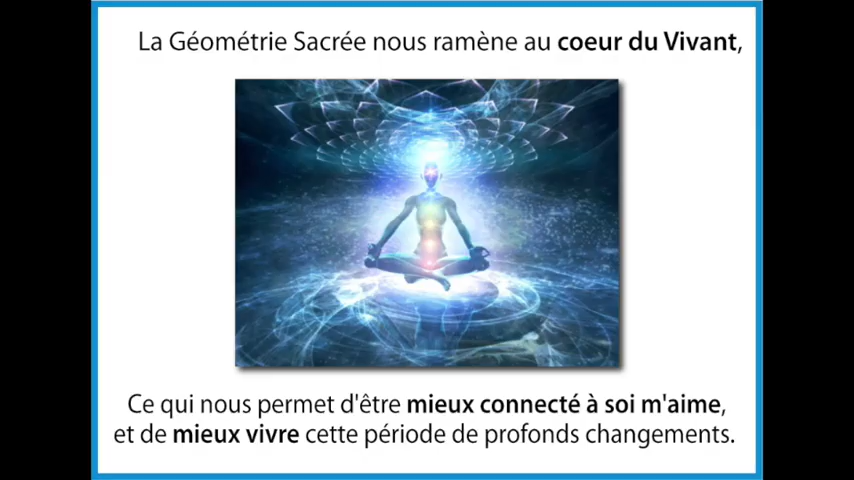 La Géométrie Sacrée nous ramène au coeur du Vivant,
Ce qui nous permet d'être mieux connecté à soi m'aime,
et de mieux vivre cette période de profonds changements.